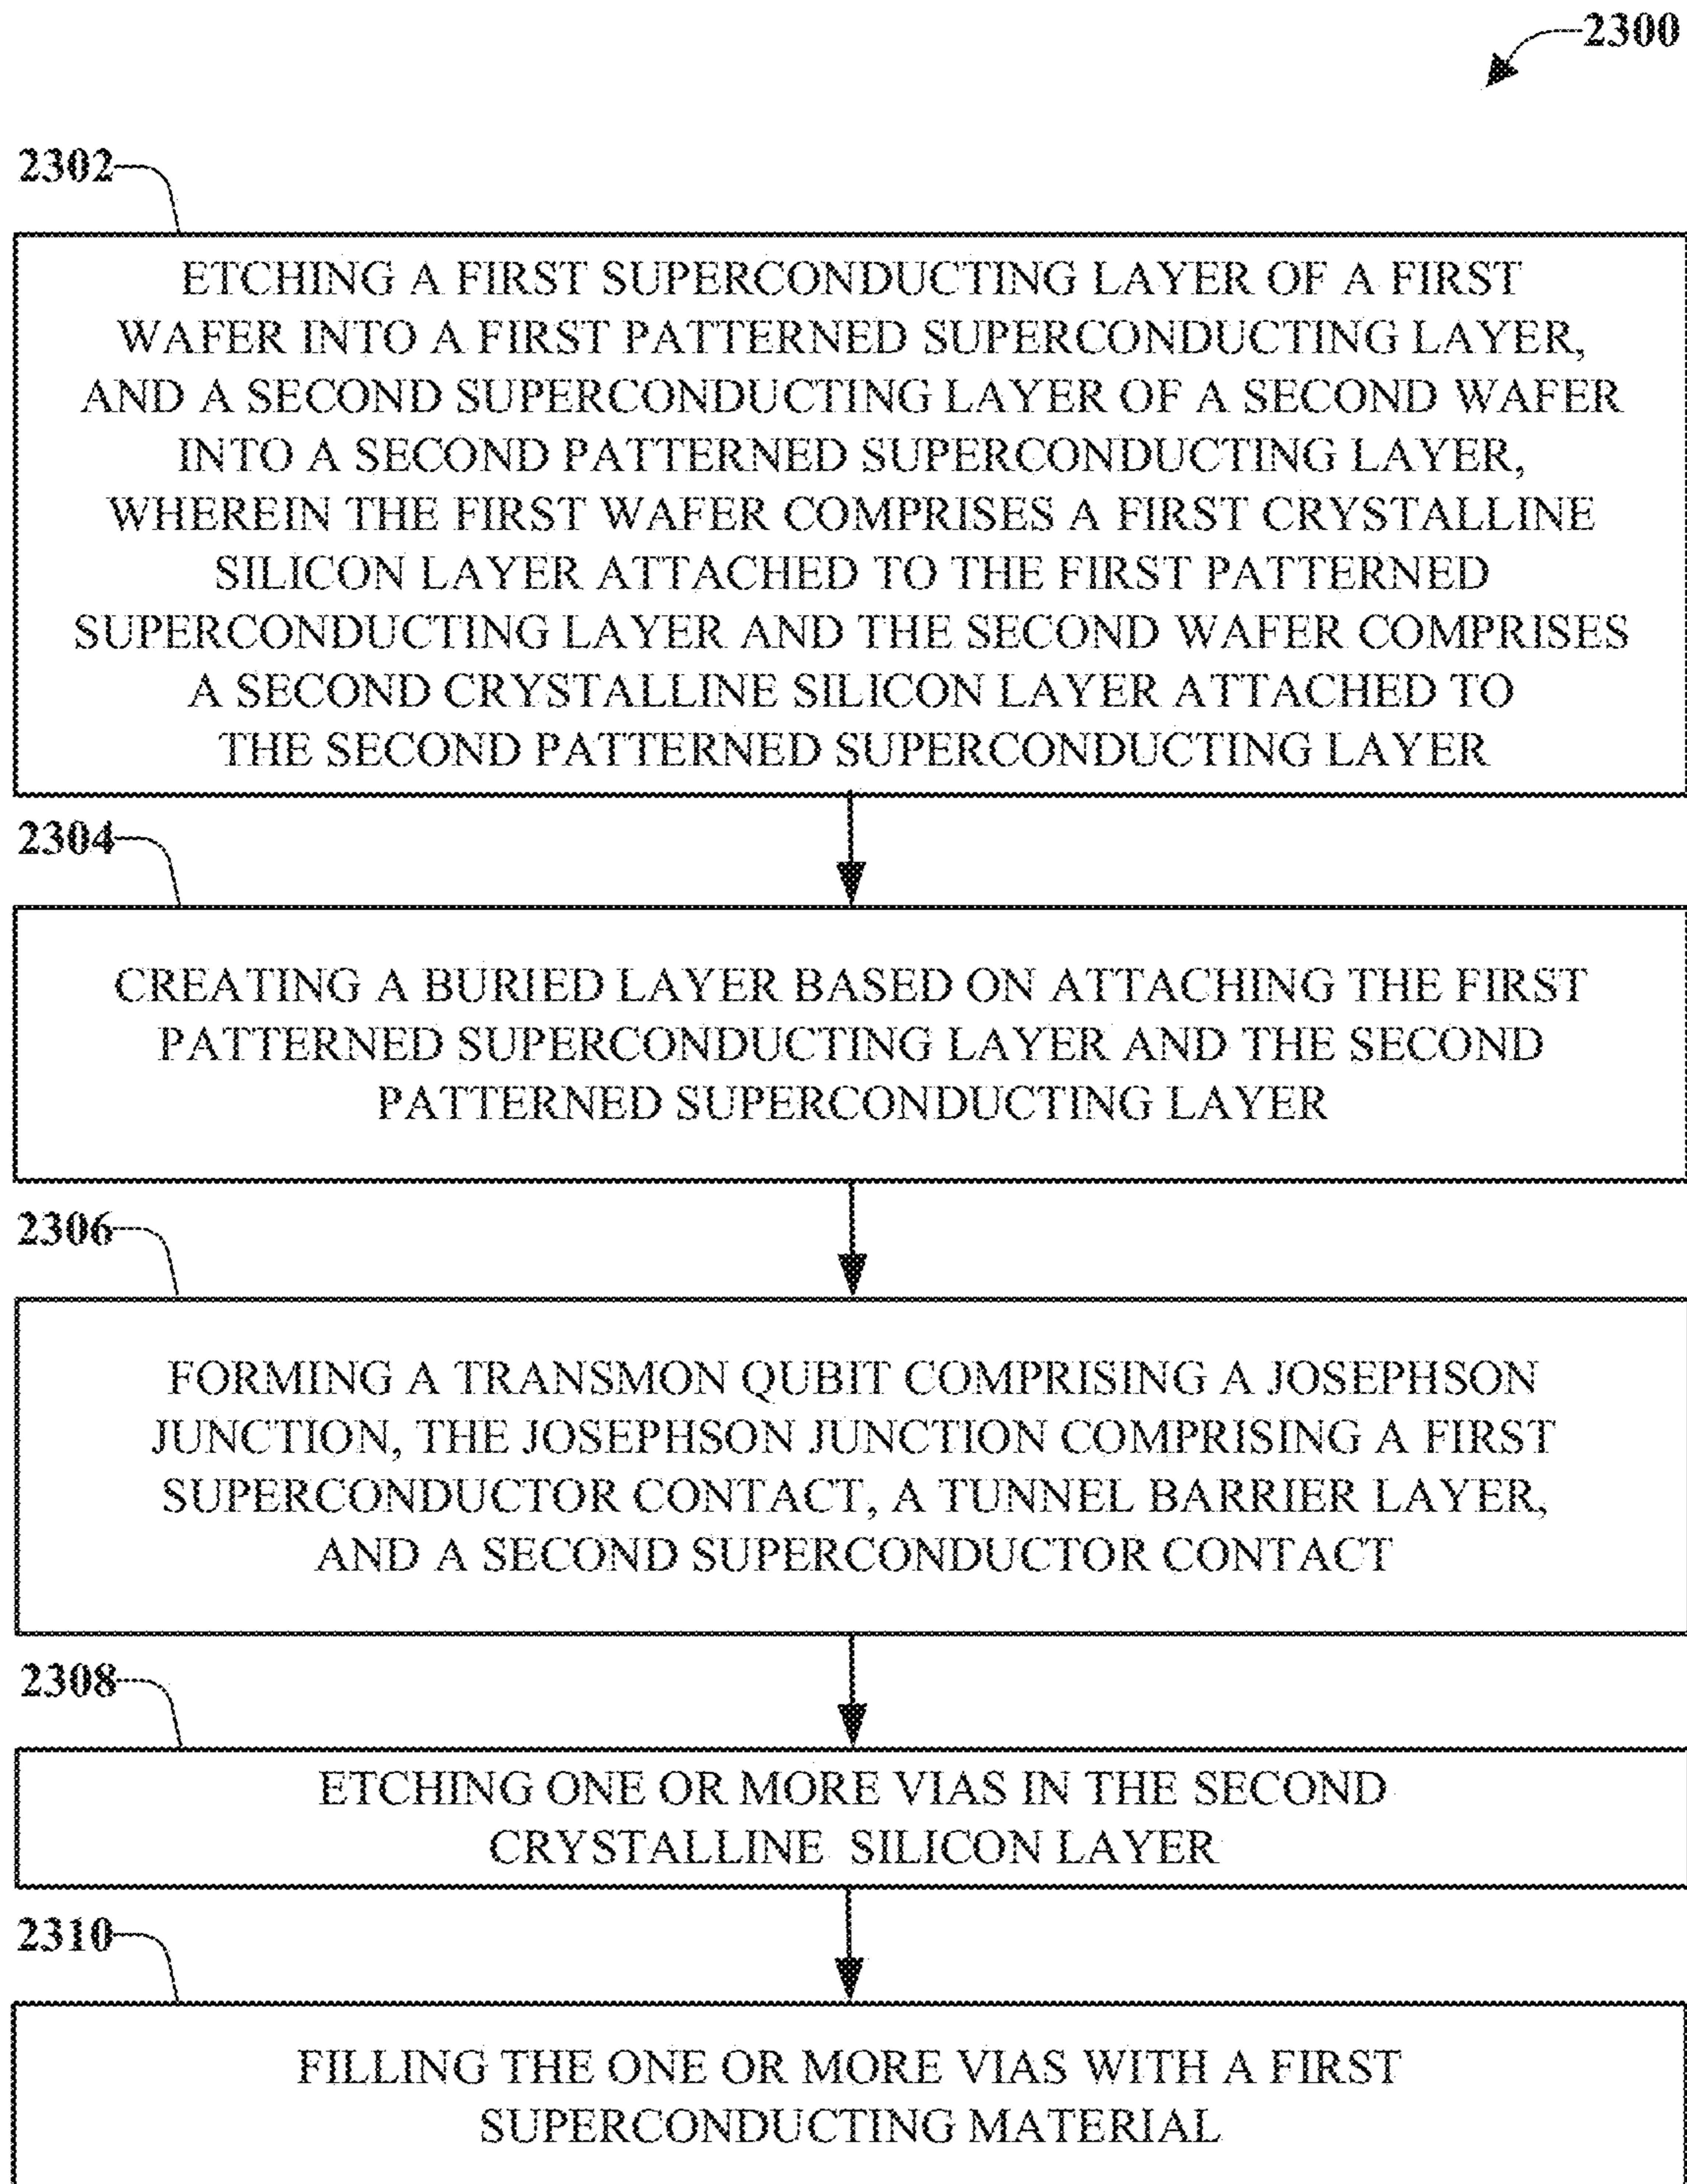 2300
2302
ETCHING A FIRST SUPERCONDUCTING LAYER OF A FIRST
WAFER INTO A FIRST PATTERNED SUPERCONDUCTING LAYER,
AND A SECOND SUPERCONDUCTING LAYER OF A SECOND WAFER
INTO A SECOND PATTERNED SUPERCONDUCTING LAYER,
WHEREIN THE FIRST WAFER COMPRISES A FIRST CRYSTALLINE
SILICON LAYER ATTACHED TO THE FIRST PATTERNED
SUPERCONDUCTING LAYER AND THE SECOND WAFER COMPRISES
A SECOND CRYSTALLINE SILICON LAYER ATTACHED TO
THE SECOND PATTERNED SUPERCONDUCTING LAYER
2304
CREATING A BURIED LAYER BASED ON ATTACHING THE FIRST
PATTERNED SUPERCONDUCTING LAYER AND THE SECOND
PATTERNED SUPERCONDUCTING LAYER
2306
FORMING A TRANSMON QUBIT COMPRISING A JOSEPHSON
JUNCTION, THE JOSEPHSON JUNCTION COMPRISING A FIRST
SUPERCONDUCTOR CONTACT, A TUNNEL BARRIER LAYER,
AND A SECOND SUPERCONDUCTOR CONTACT
2308
ETCHING ONE OR MORE VIAS IN THE SECOND
CRYSTALLINE SILICON LAYER
2310
FILLING THE ONE OR MORE VIAS WITH A FIRST
SUPERCONDUCTING MATERIAL